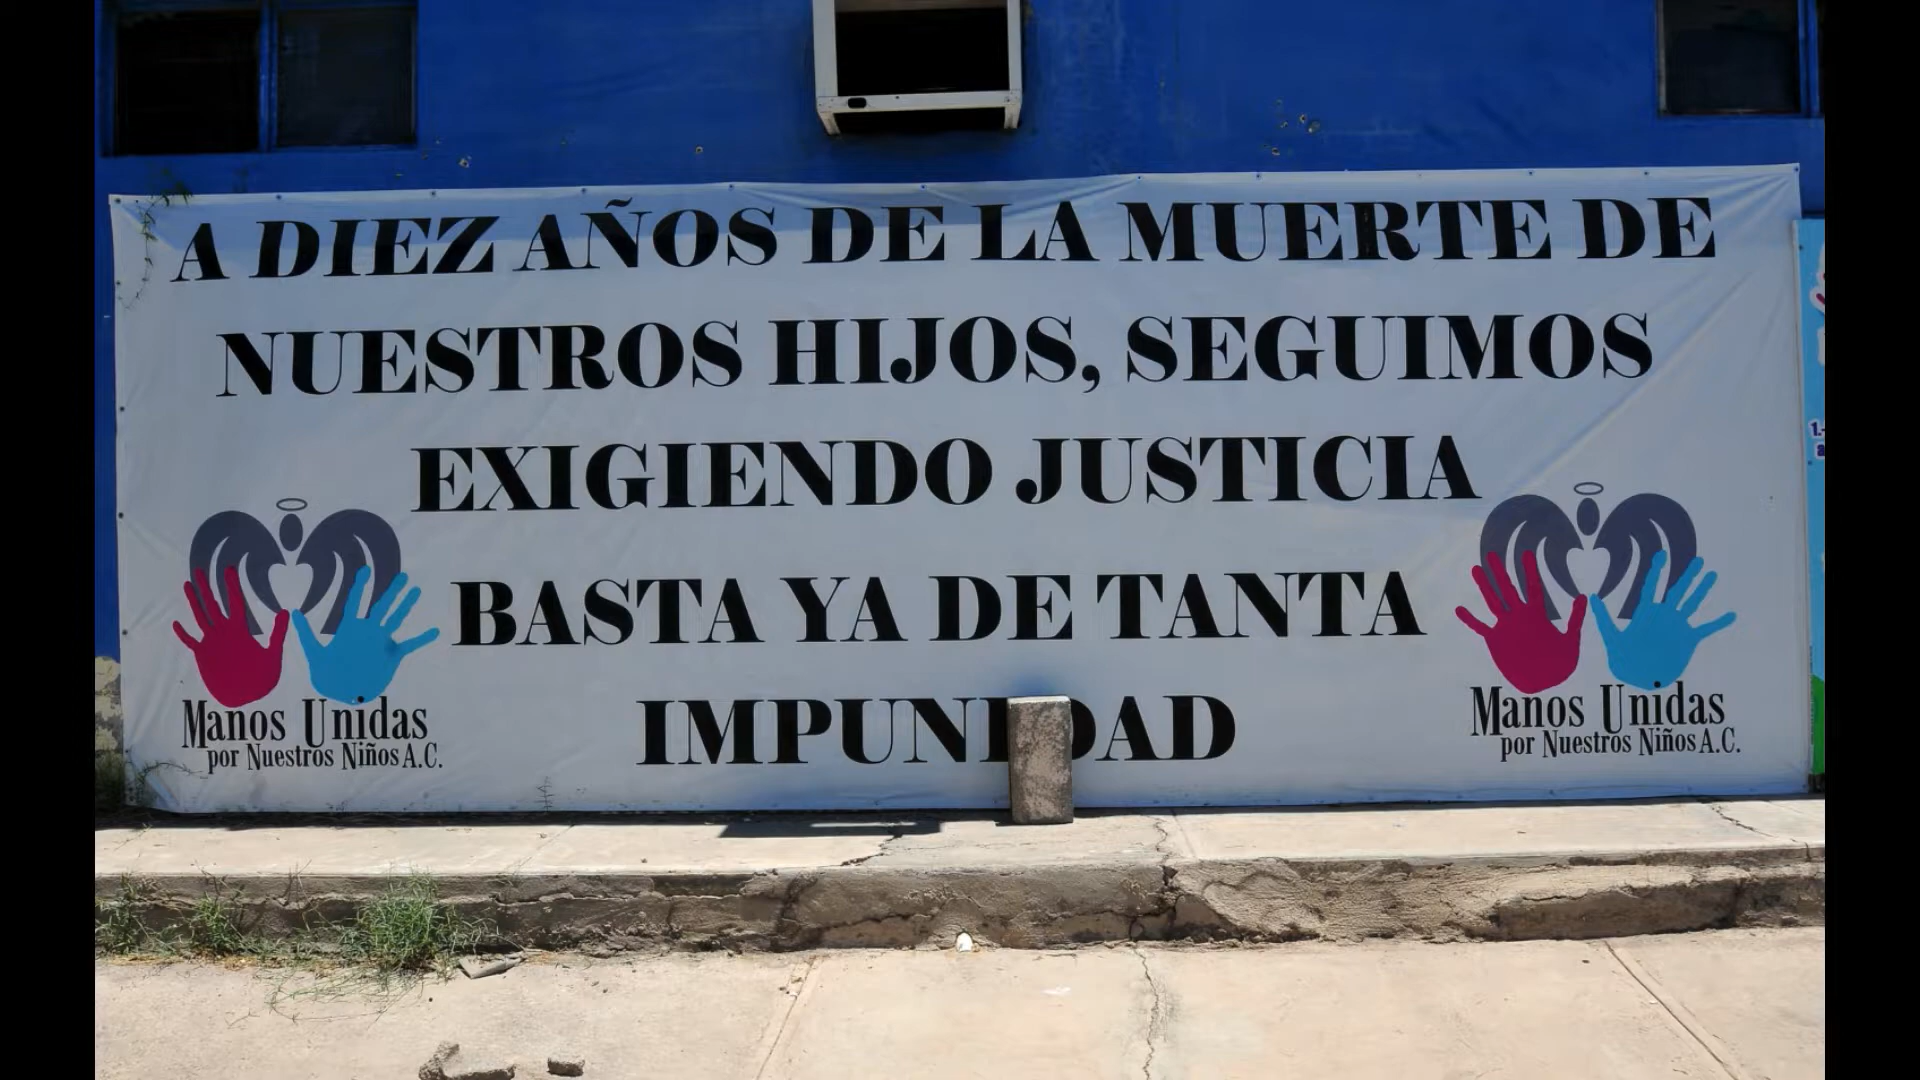 A DIEZ AÑOS DE LA MUERTE DE
NUESTROS HIJOS, SEGUIMOS
EXIGIENDO JUSTICIA
BASTA YA DE TANTA
IMPUNIDAD
Manos Unidas
por Nuestros Niños A.C.
Manos Unidas
por Nuestros Niños A.C.